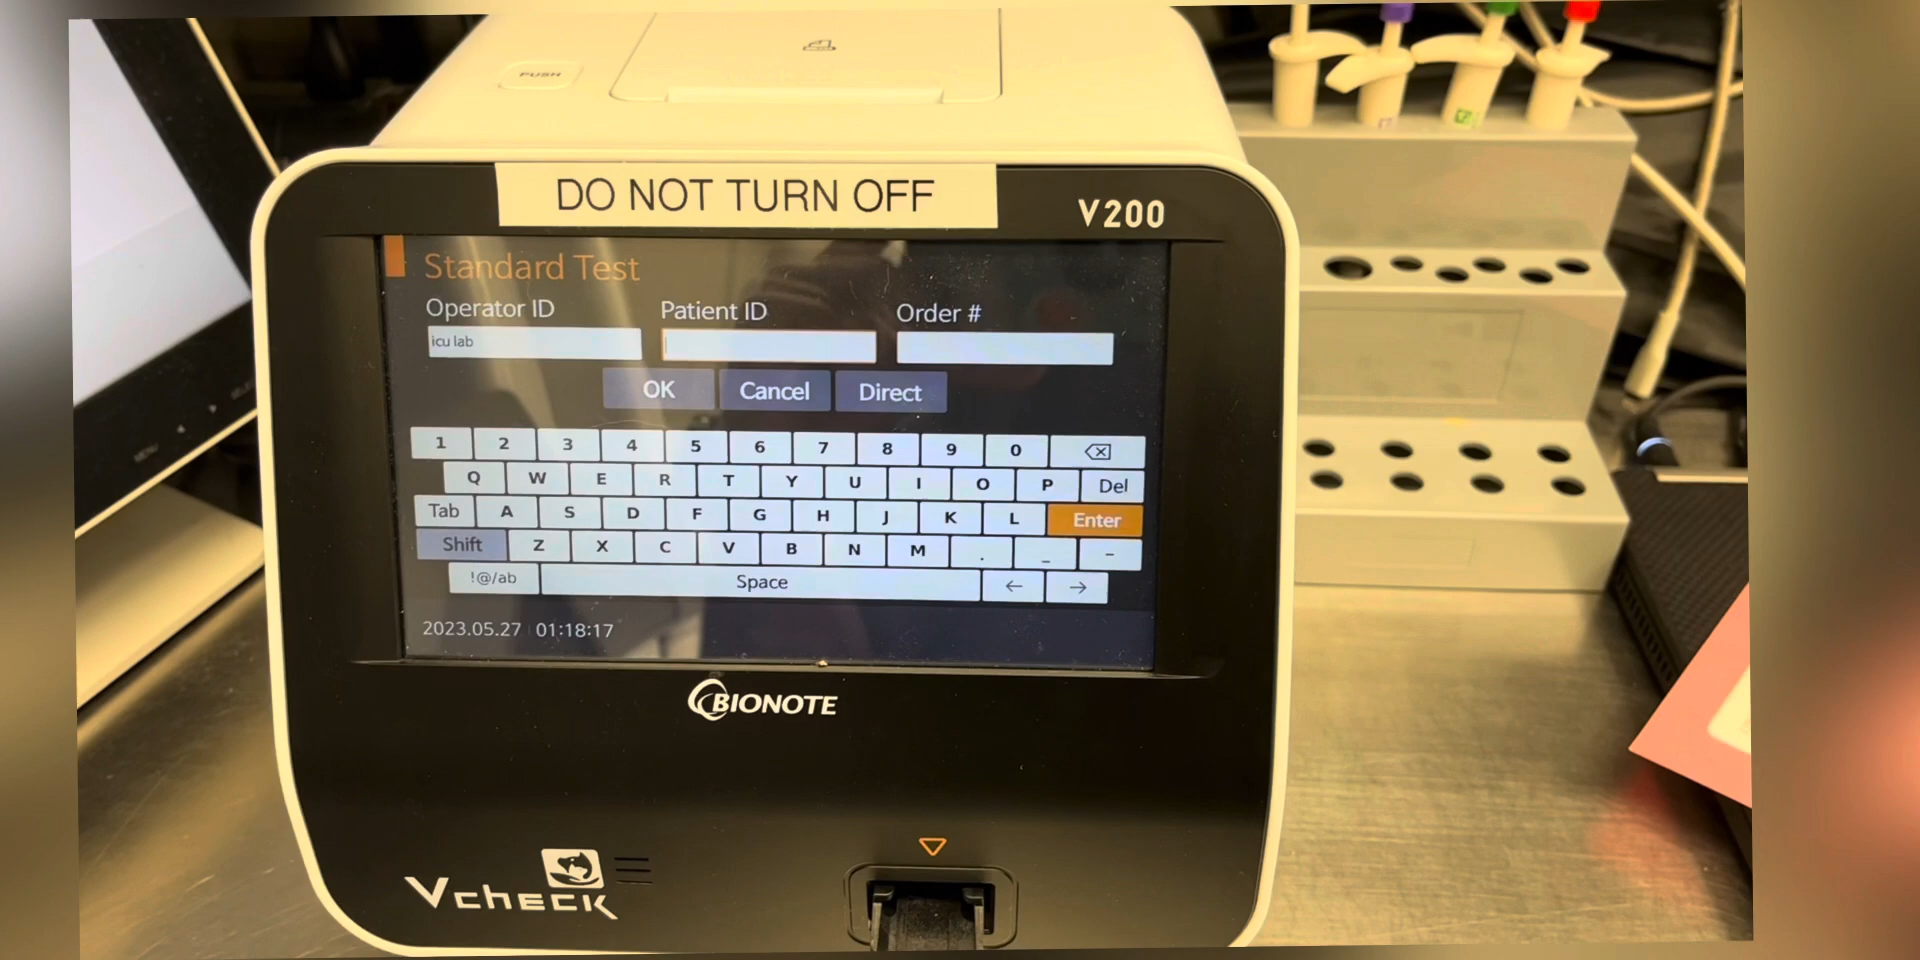 PUSH
DO NOT TURN OFF
V200
Standard Test
Operator ID Patient ID Order #
icu lab
OK Cancel Direct
1 2 3 4 5 6 7 8 9 0
Q W E R T Y U I O P Del
Tab A S D F G H J K L Enter
Shift Z X C V B N M . _ -
!@/ab Space ← →
2023.05.27 01:18:17
BIONOTE
Vcheck
MENU